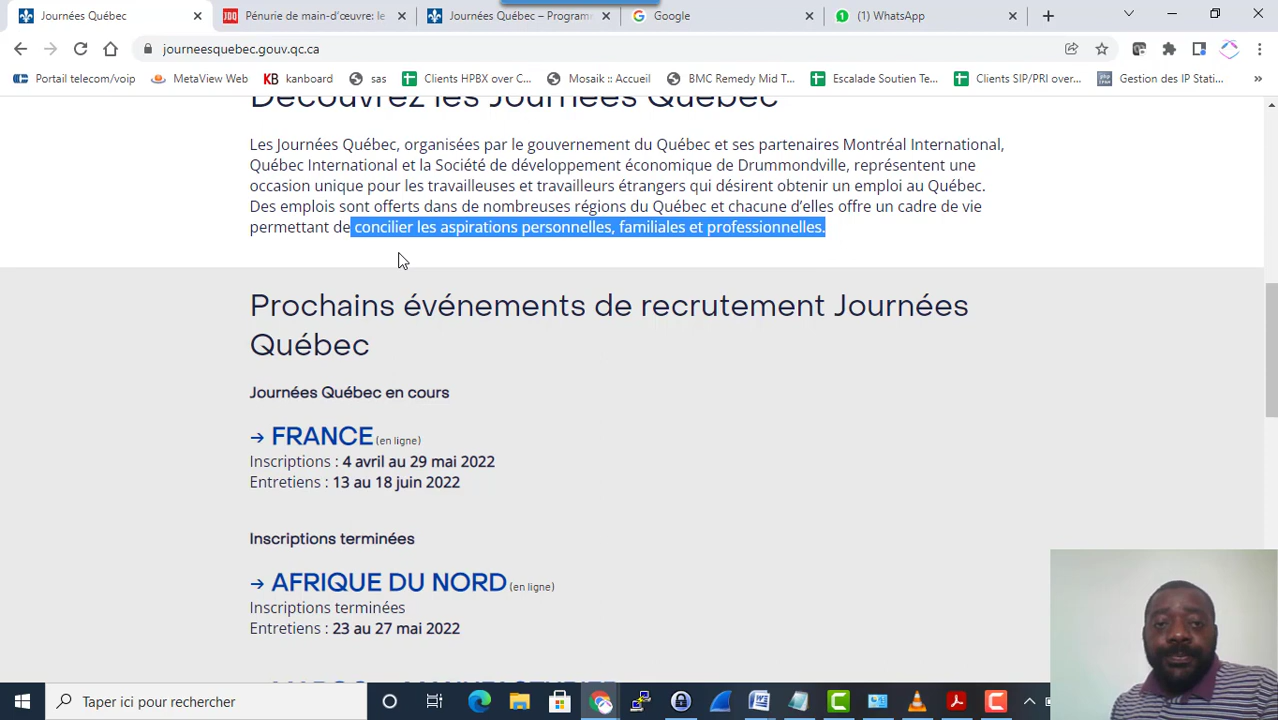 Journées Québec
JDQ Pénurie de main-d'œuvre le
Journées Québec – Program
Google
(1) WhatsApp
journeesquebec.gouv.qc.ca
Portail telecom/voip
MetaView Web
KB kanboard
sas
Clients HPBX over C...
Mosaik :: Accueil
BMC Remedy Mid T...
Escalade Soutien Te...
Clients SIP/PRI over...
Gestion des IP Stati...
Découvrez les Journées Québec
Les Journées Québec, organisées par le gouvernement du Québec et ses partenaires Montréal International,
Québec International et la Société de développement économique de Drummondville, représentent une
occasion unique pour les travailleuses et travailleurs étrangers qui désirent obtenir un emploi au Québec.
Des emplois sont offerts dans de nombreuses régions du Québec et chacune d'elles offre un cadre de vie
permettant de concilier les aspirations personnelles, familiales et professionnelles.
Prochains événements de recrutement Journées
Québec
Journées Québec en cours
→ FRANCE (en ligne)
Inscriptions : 4 avril au 29 mai 2022
Entretiens : 13 au 18 juin 2022
Inscriptions terminées
→ AFRIQUE DU NORD (en ligne)
Inscriptions terminées
Entretiens : 23 au 27 mai 2022
Taper ici pour rechercher